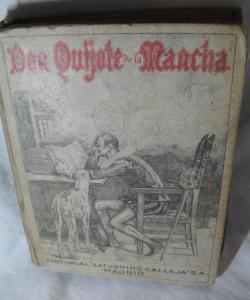 Don Quijote de la Mancha
EDITORIAL SATURNINO CALLEJA S.A.
MADRID